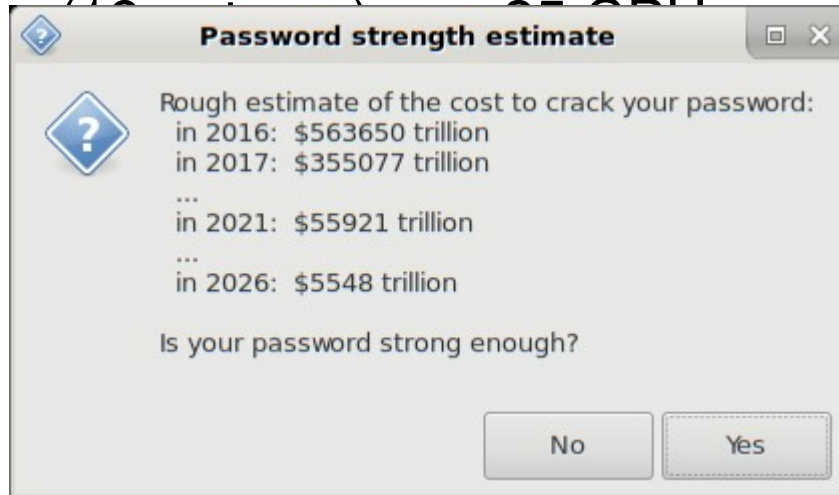 Password strength estimate
Rough estimate of the cost to crack your password:
in 2016: $563650 trillion
in 2017: $355077 trillion
...
in 2021: $55921 trillion
...
in 2026: $5548 trillion
Is your password strong enough?
No Yes